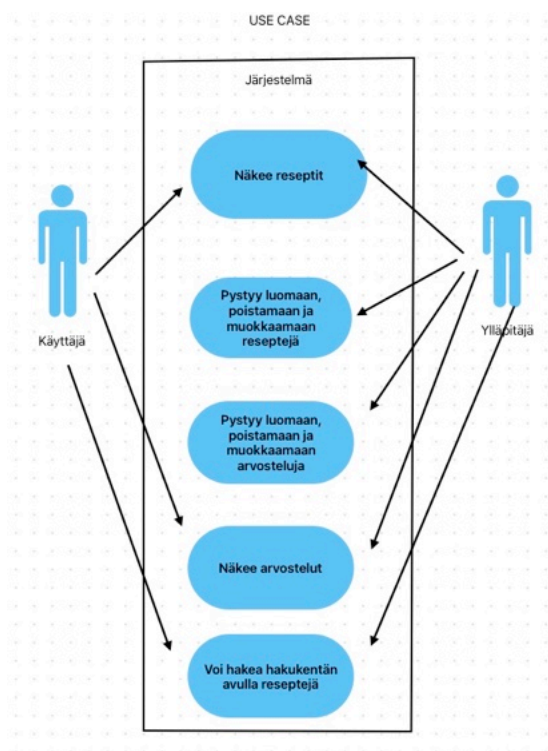 USE CASE
Järjestelmä
Näkee reseptit
Pystyy luomaan,
poistamaan ja
muokkaamaan
reseptejä
Käyttäjä
Ylläpitäjä
Pystyy luomaan,
poistamaan ja
muokkaamaan
arvosteluja
Näkee arvostelut
Voi hakea hakukentän
avulla reseptejä